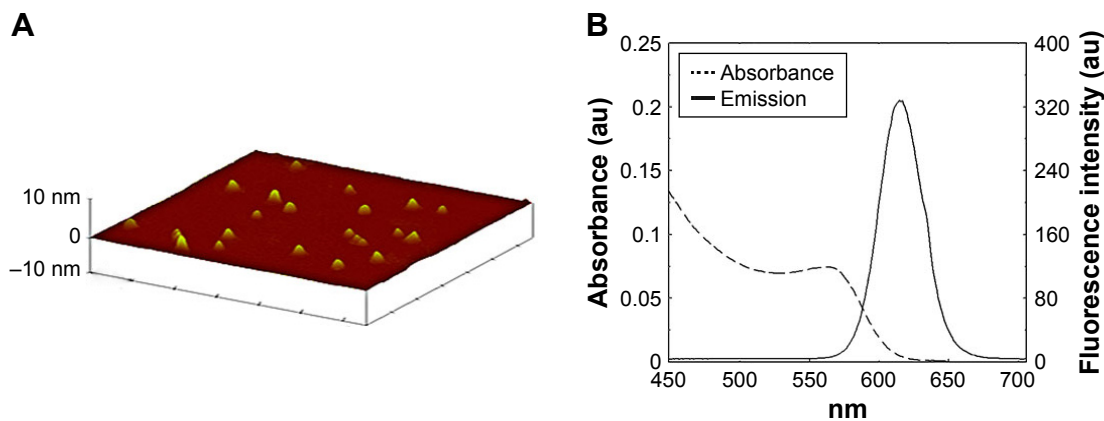 A
10 nm
0
–10 nm
B
Absorbance (au)
0.25
0.2
0.15
0.1
0.05
0
Absorbance
Emission
400
320
240
160
80
0
Fluorescence intensity (au)
450 500 550 600 650 700
nm